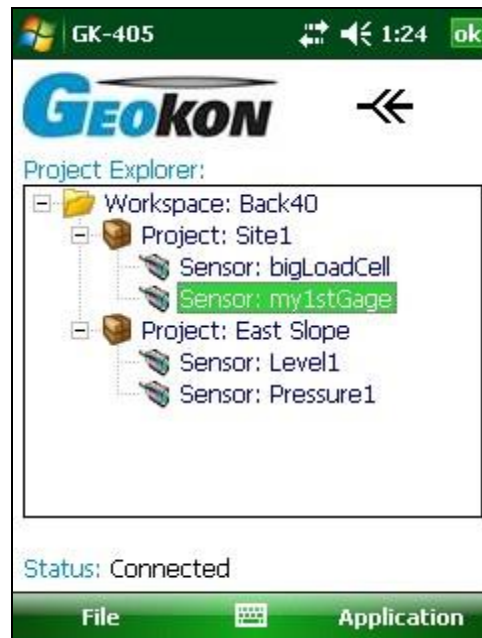 GK-405 1:24 ok
GEOKON
Project Explorer:
Workspace: Back40
Project: Site1
Sensor: bigLoadCell
Sensor: my1stGage
Project: East Slope
Sensor: Level1
Sensor: Pressure1
Status: Connected
File Application